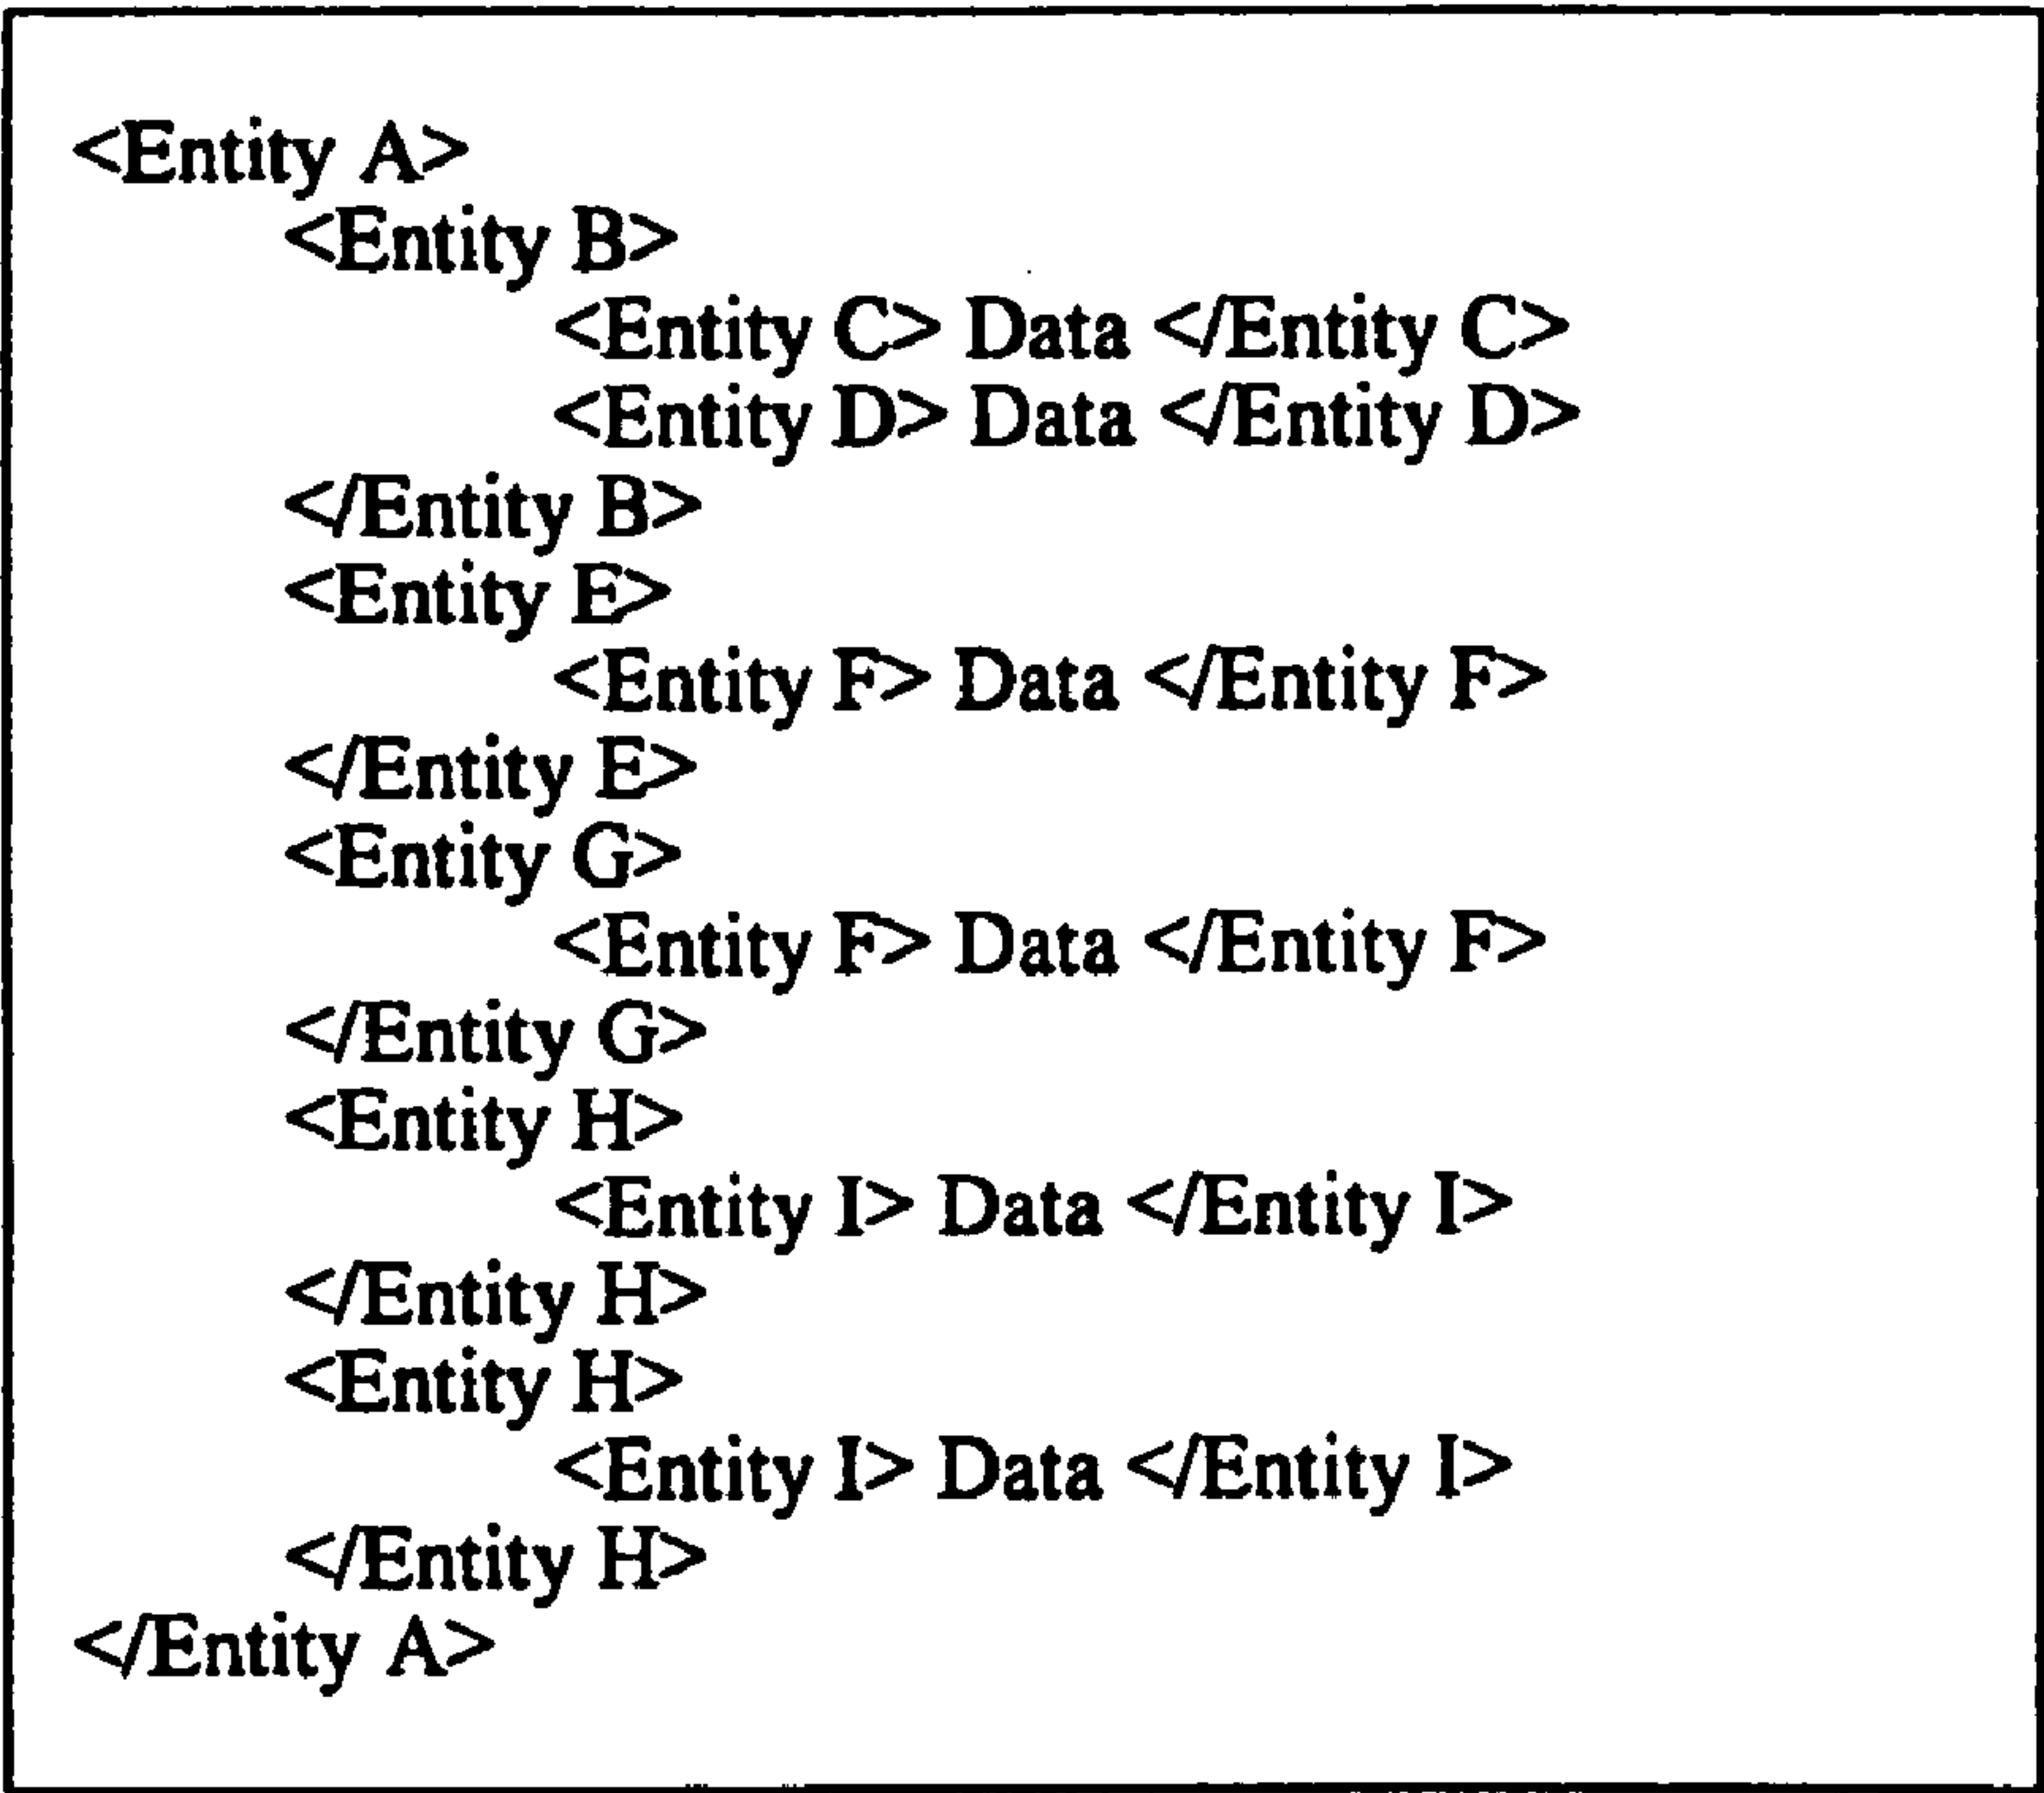 <Entity A>
<Entity B>
<Entity C> Data </Entity C>
<Entity D> Data </Entity D>
</Entity B>
<Entity E>
<Entity F> Data </Entity F>
</Entity E>
<Entity G>
<Entity F> Data </Entity F>
</Entity G>
<Entity H>
<Entity I> Data </Entity I>
</Entity H>
<Entity H>
<Entity I> Data </Entity I>
</Entity H>
</Entity A>